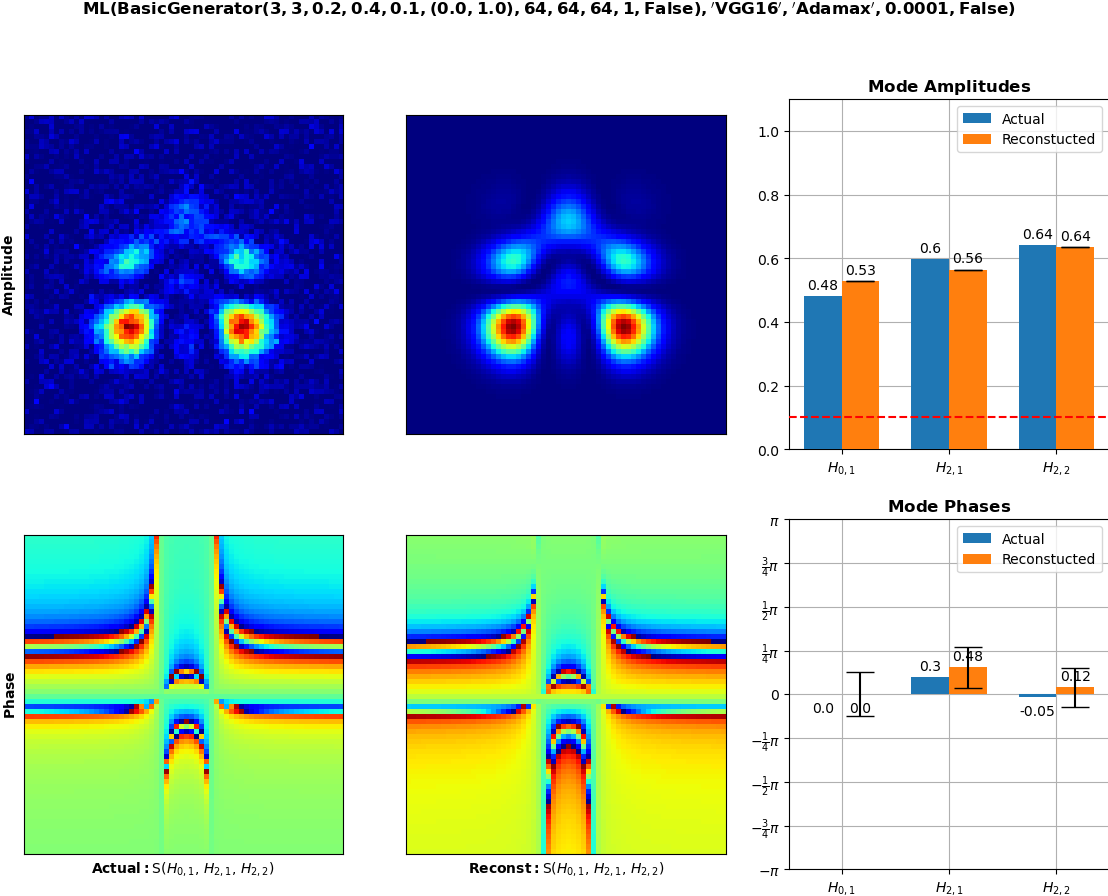 ML(BasicGenerator(3, 3, 0.2, 0.4, 0.1, (0.0, 1.0), 64, 64, 64, 1, False), ′VGG16′, ′Adamax′, 0.0001, False)
Mode Amplitudes
Amplitude
Actual
Reconstucted
1.0
0.8
0.6
0.4
0.2
0.0
0.48
0.53
0.6
0.56
0.64
0.64
H0, 1
H2, 1
H2, 2
Mode Phases
Phase
Actual
Reconstucted
π
3/4π
1/2π
1/4π
0
−1/4π
−1/2π
−3/4π
−π
0.0
0.0
0.3
0.48
-0.05
0.12
H0, 1
H2, 1
H2, 2
Actual: S(H0, 1, H2, 1, H2, 2)
Reconst: S(H0, 1, H2, 1, H2, 2)